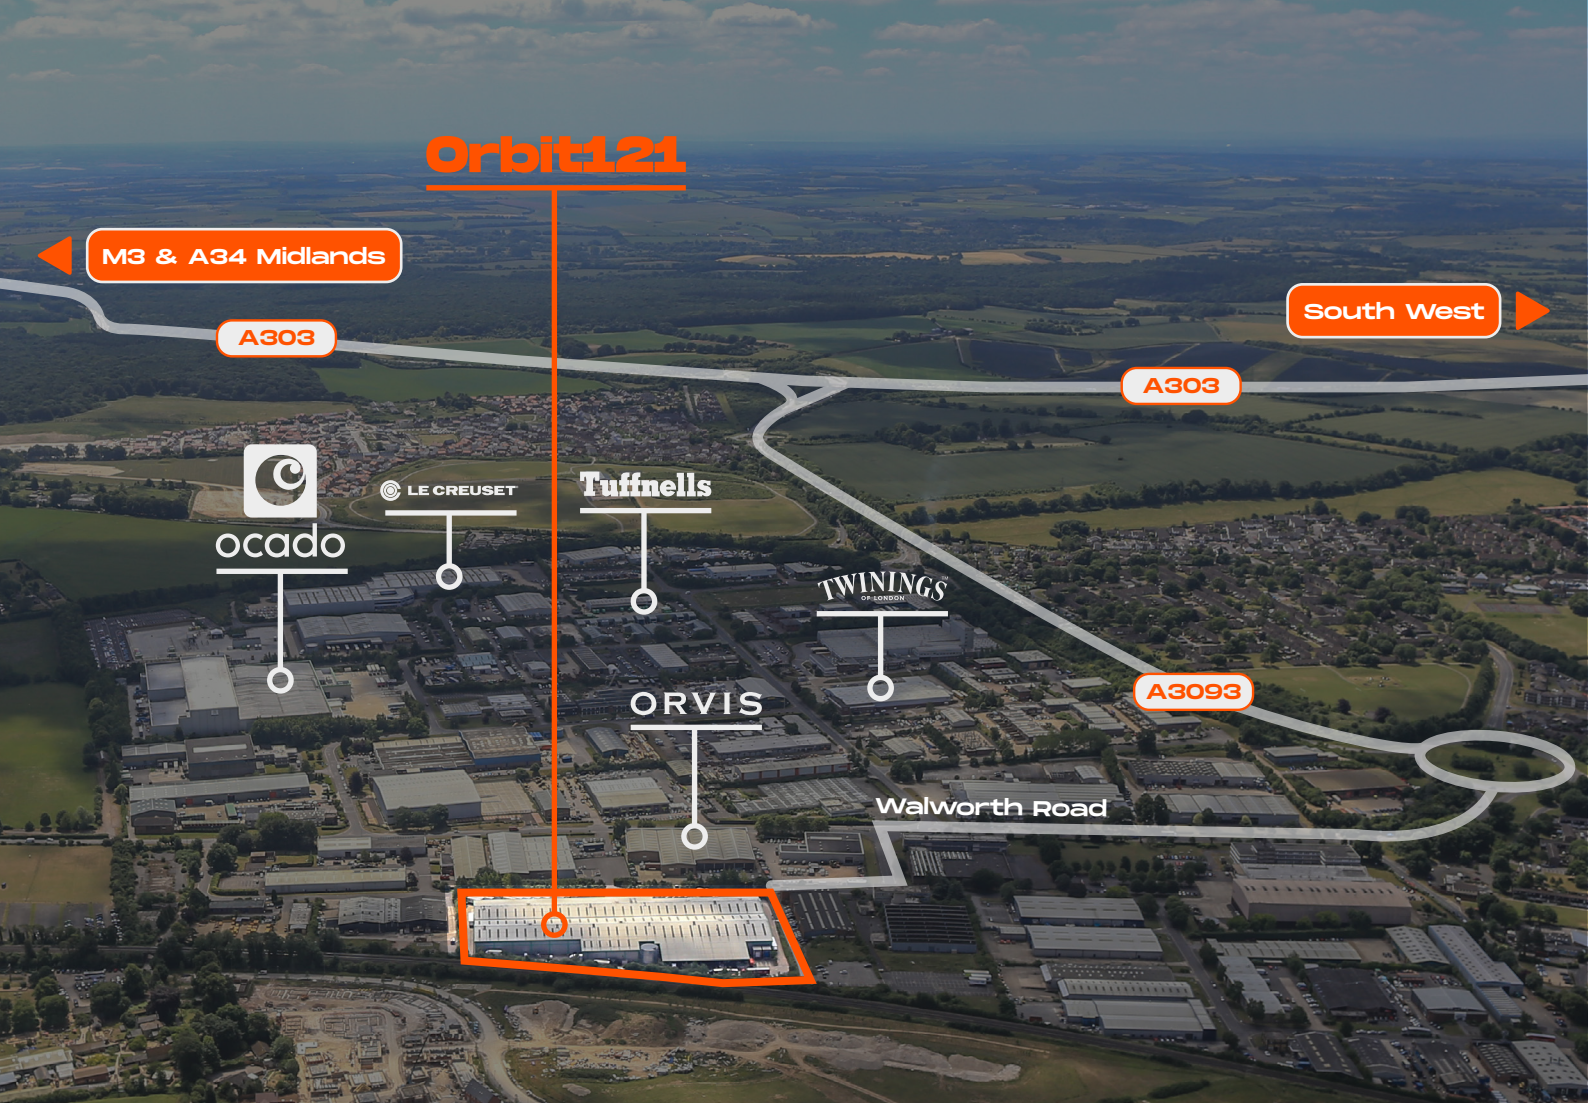 Orbit121
M3 & A34 Midlands
South West
A303
A303
ocado
LE CREUSET
Tuffnells
TWININGS
OF LONDON
ORVIS
A3093
Walworth Road